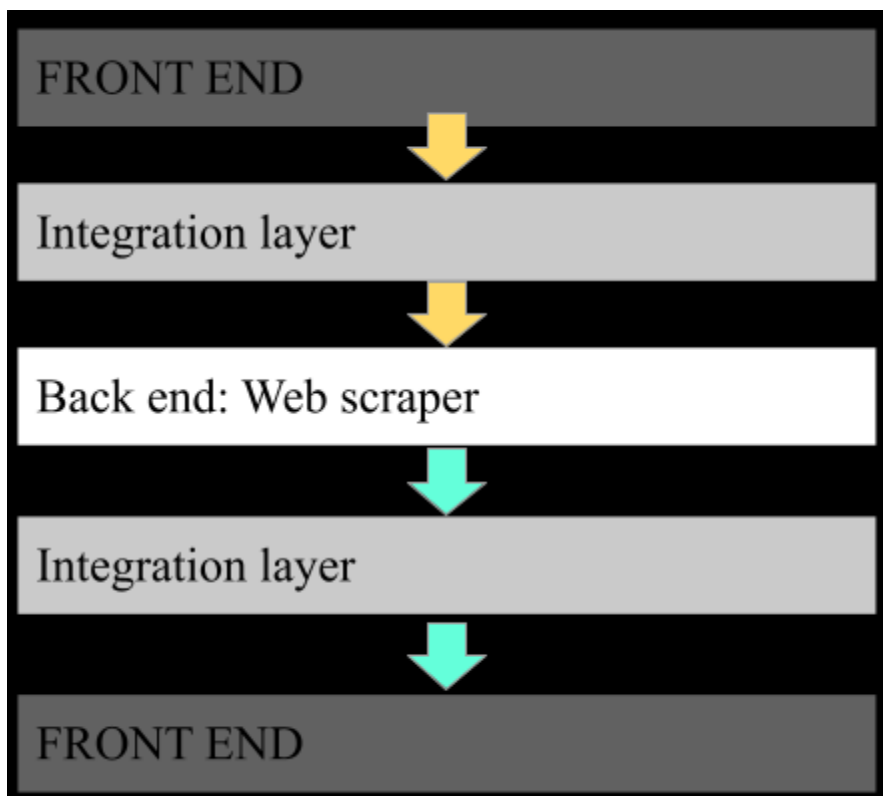 FRONT END
Integration layer
Back end: Web scraper
Integration layer
FRONT END